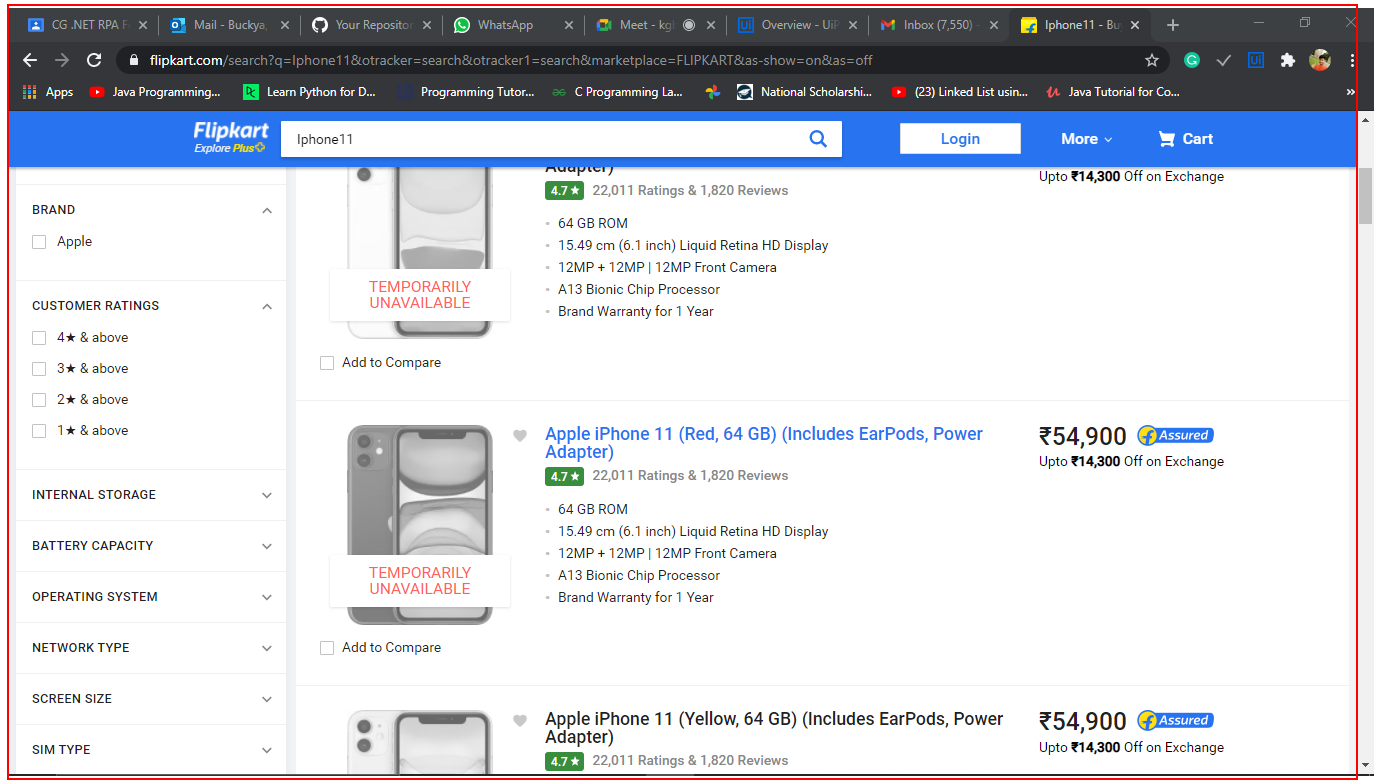 CG .NET RPA F
Mail - Buckya,
Your Repositor
WhatsApp
Meet - kg
Overview - UiP
Inbox (7,550) -
Iphone11 - Bu
flipkart.com/search?q=Iphone11&otracker=search&otracker1=search&marketplace=FLIPKART&as-show=on&as=off
Apps
Java Programming...
Learn Python for D...
Programming Tutor...
C Programming La...
National Scholarshi...
(23) Linked List usin...
Java Tutorial for Co...
Flipkart
Explore Plus
Iphone11
Login
More
Cart
BRAND
Apple
CUSTOMER RATINGS
4★ & above
3★ & above
2★ & above
1★ & above
INTERNAL STORAGE
BATTERY CAPACITY
OPERATING SYSTEM
NETWORK TYPE
SCREEN SIZE
SIM TYPE
TEMPORARILY
UNAVAILABLE
Add to Compare
Adapter)
4.7★ 22,011 Ratings & 1,820 Reviews
64 GB ROM
15.49 cm (6.1 inch) Liquid Retina HD Display
12MP + 12MP | 12MP Front Camera
A13 Bionic Chip Processor
Brand Warranty for 1 Year
Upto ₹14,300 Off on Exchange
TEMPORARILY
UNAVAILABLE
Add to Compare
Apple iPhone 11 (Red, 64 GB) (Includes EarPods, Power
Adapter)
4.7★ 22,011 Ratings & 1,820 Reviews
64 GB ROM
15.49 cm (6.1 inch) Liquid Retina HD Display
12MP + 12MP | 12MP Front Camera
A13 Bionic Chip Processor
Brand Warranty for 1 Year
₹54,900 Assured
Upto ₹14,300 Off on Exchange
Apple iPhone 11 (Yellow, 64 GB) (Includes EarPods, Power
Adapter)
4.7★ 22,011 Ratings & 1,820 Reviews
₹54,900 Assured
Upto ₹14,300 Off on Exchange